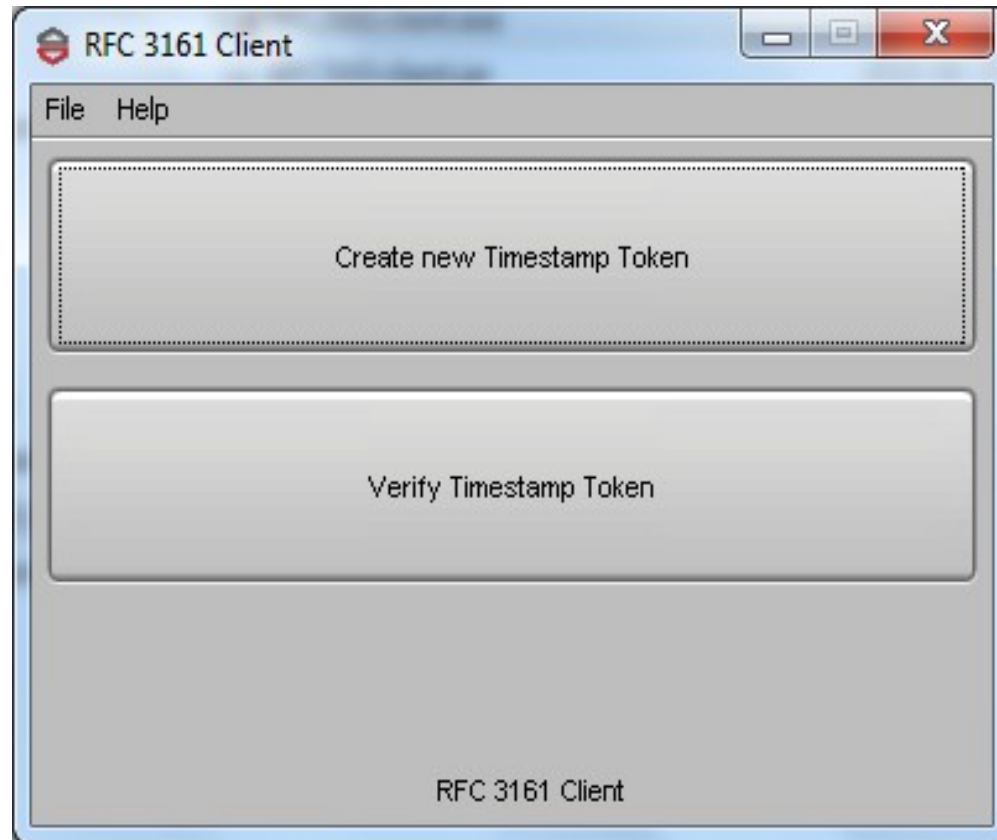 RFC 3161 Client
File Help
Create new Timestamp Token
Verify Timestamp Token
RFC 3161 Client